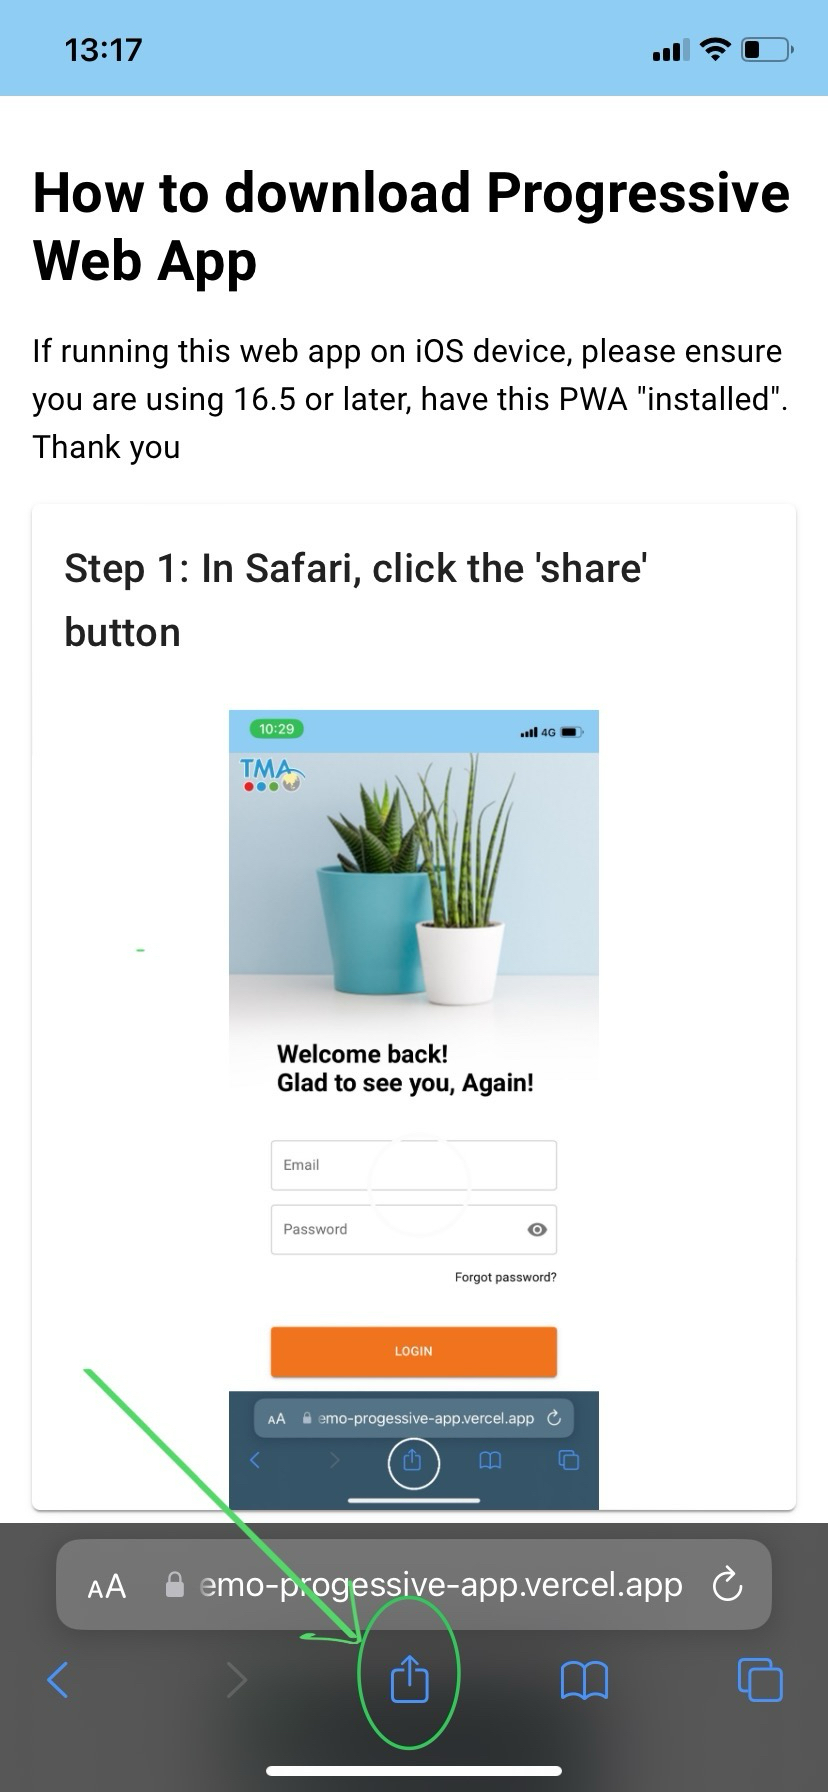 13:17
How to download Progressive
Web App
If running this web app on iOS device, please ensure
you are using 16.5 or later, have this PWA "installed".
Thank you
Step 1: In Safari, click the 'share'
button
10:29
4G
TMA
Welcome back!
Glad to see you, Again!
Email
Password
Forgot password?
LOGIN
AA emo-progessive-app.vercel.app
AA emo-progessive-app.vercel.app